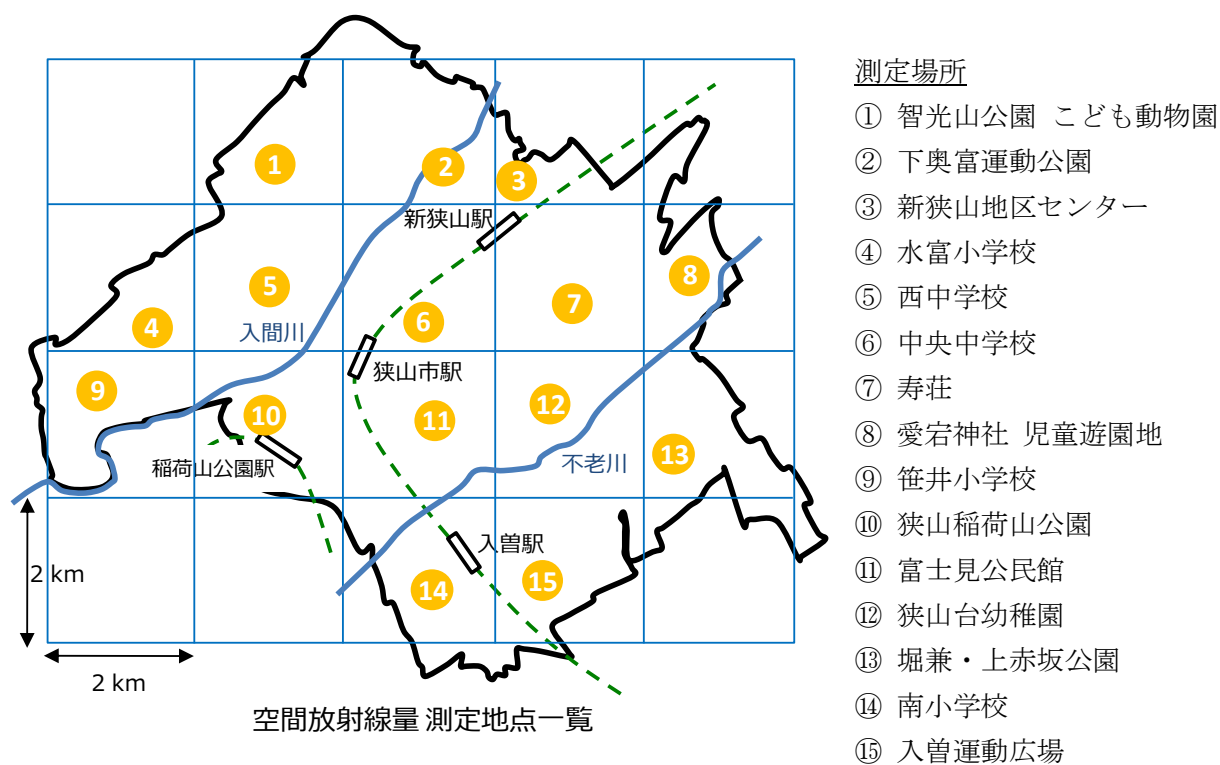 測定場所
① 智光山公園 こども動物園
② 下奥富運動公園
③ 新狭山地区センター
④ 水富小学校
⑤ 西中学校
⑥ 中央中学校
⑦ 寿荘
⑧ 愛宕神社 児童遊園地
⑨ 笹井小学校
⑩ 狭山稲荷山公園
⑪ 富士見公民館
⑫ 狭山台幼稚園
⑬ 堀兼・上赤坂公園
⑭ 南小学校
⑮ 入曽運動広場
1
2
3
新狭山駅
8
5
7
4
入間川
6
狭山市駅
9
10
11
12
稲荷山公園駅
不老川
13
入曽駅
2 km
14
15
2 km
空間放射線量 測定地点一覧